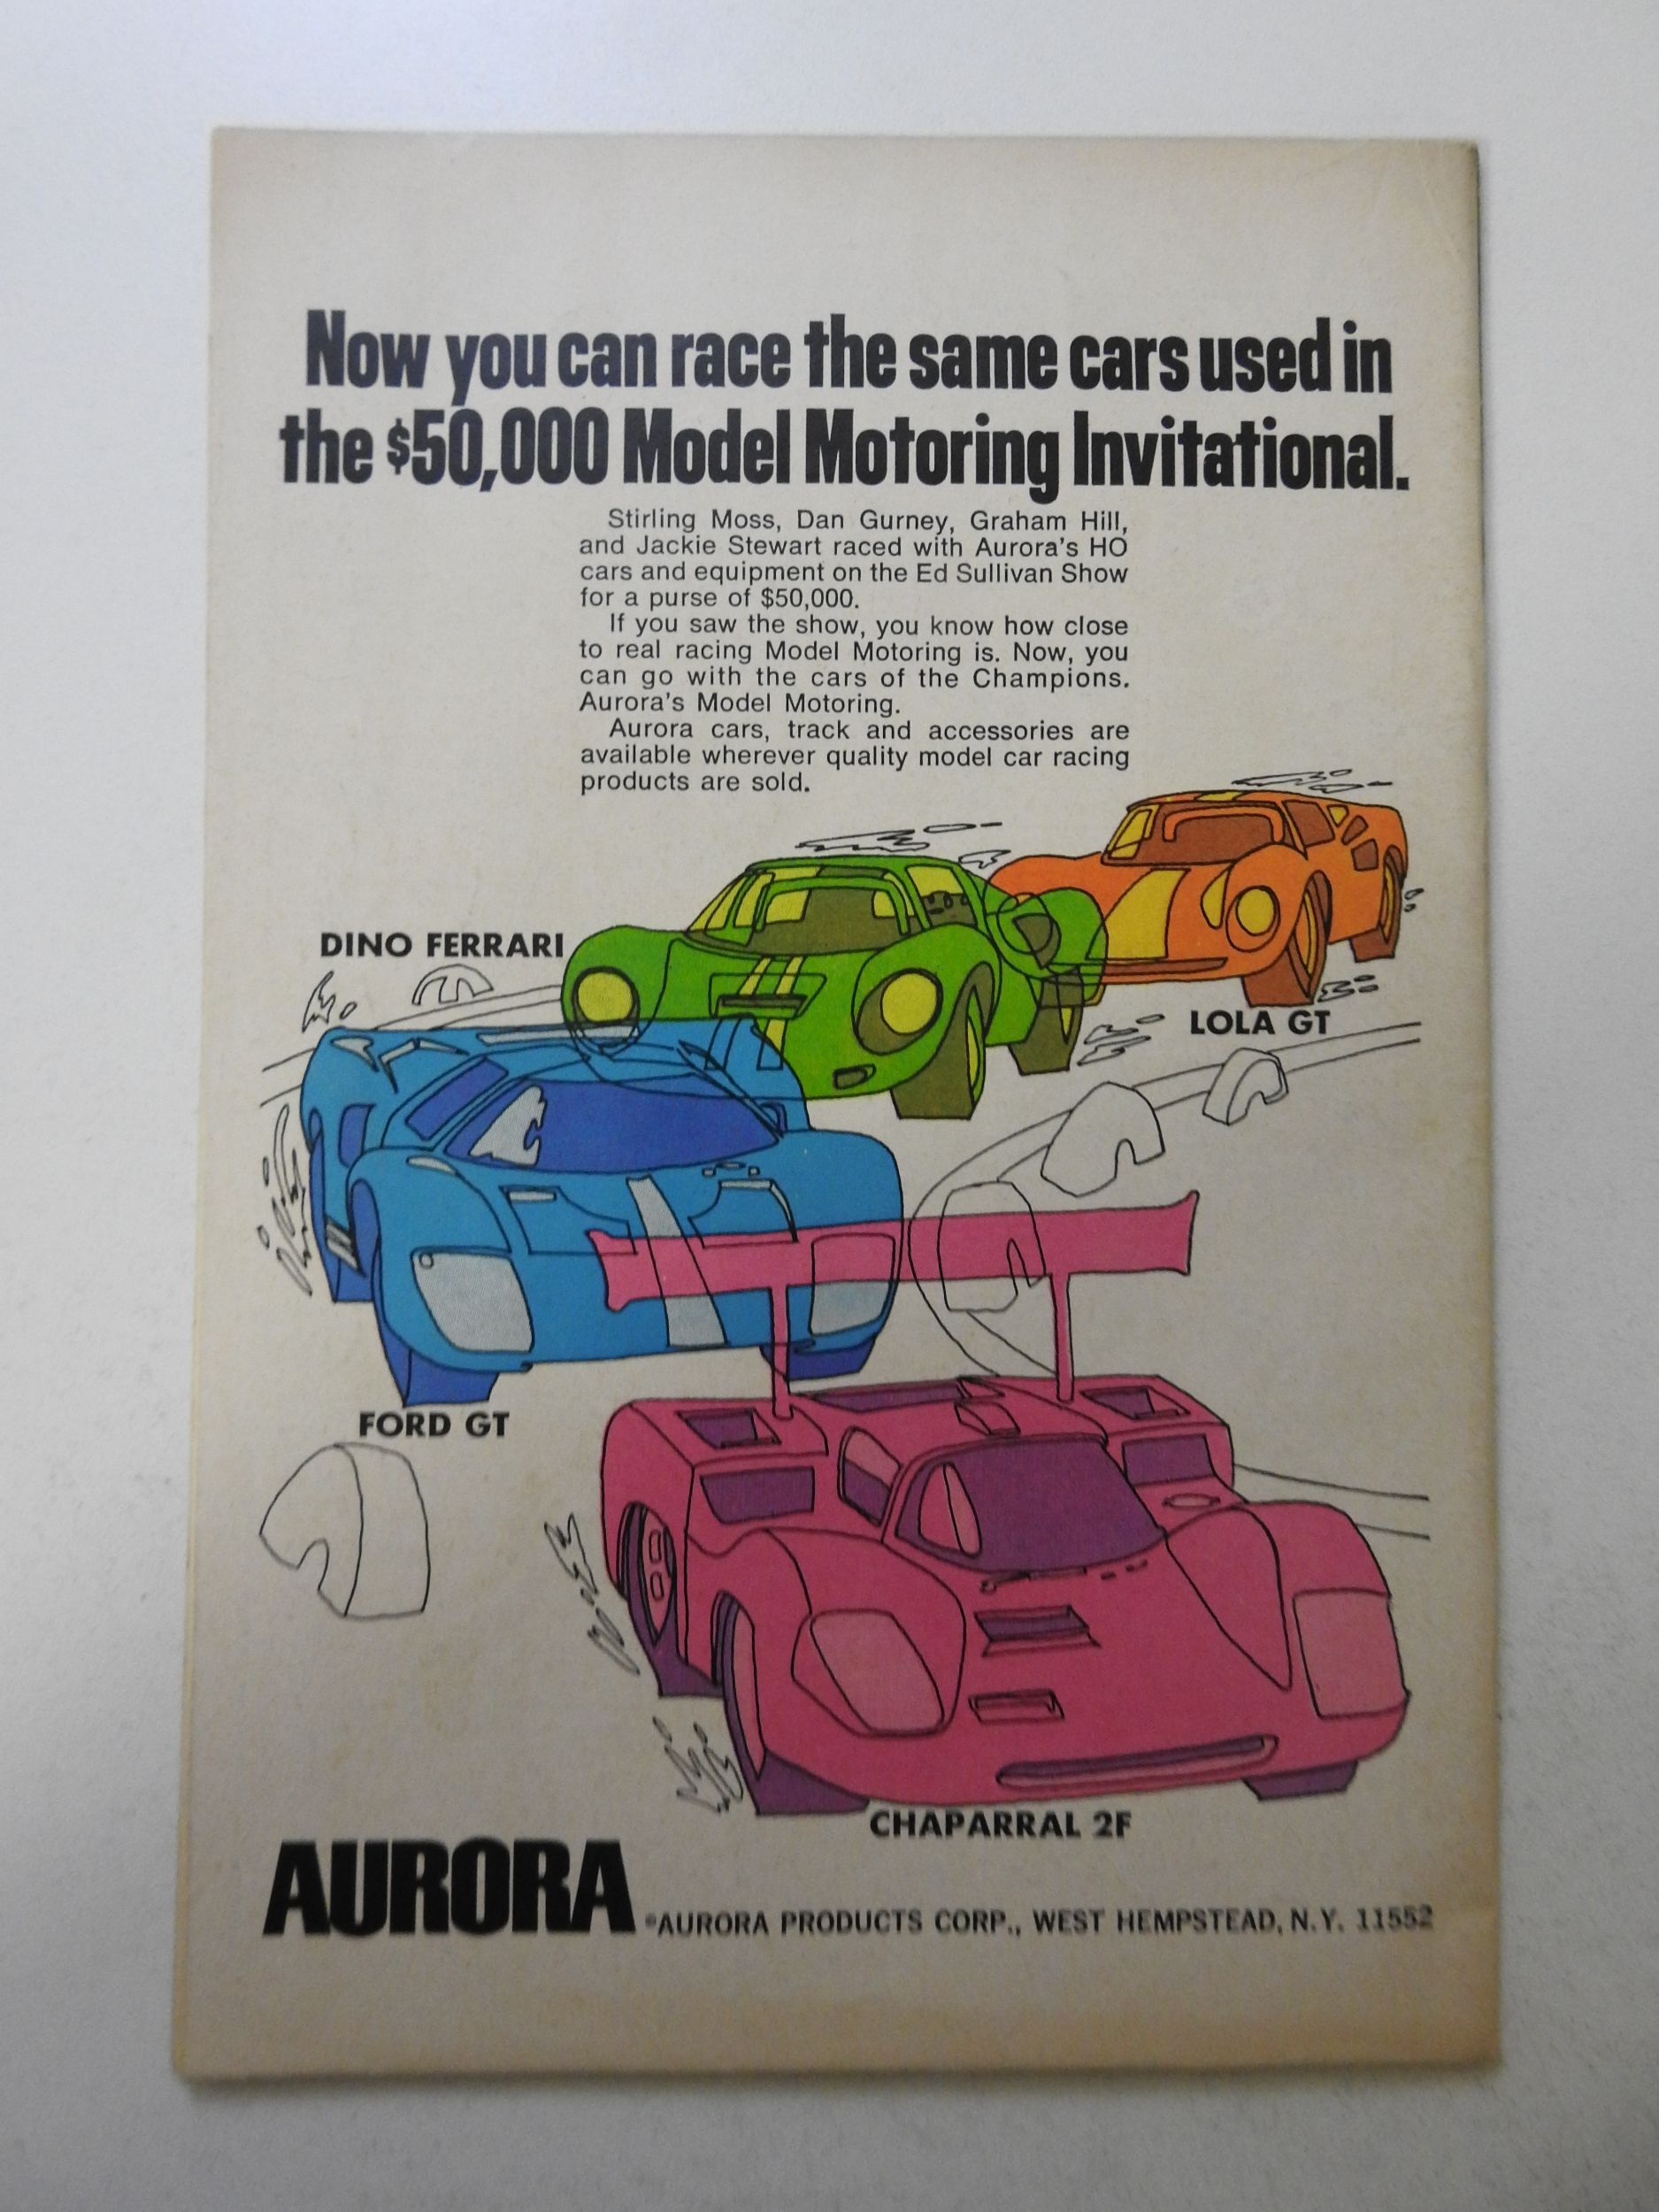 Now you can race the same cars used in
the $50,000 Model Motoring Invitational.
Stirling Moss, Dan Gurney, Graham Hill,
and Jackie Stewart raced with Aurora's HO
cars and equipment on the Ed Sullivan Show
for a purse of $50,000.
If you saw the show, you know how close
to real racing Model Motoring is. Now, you
can go with the cars of the Champions.
Aurora's Model Motoring.
Aurora cars, track and accessories are
available wherever quality model car racing
products are sold.
DINO FERRARI
LOLA GT
FORD GT
CHAPARRAL 2F
AURORA
©AURORA PRODUCTS CORP., WEST HEMPSTEAD, N.Y. 11552